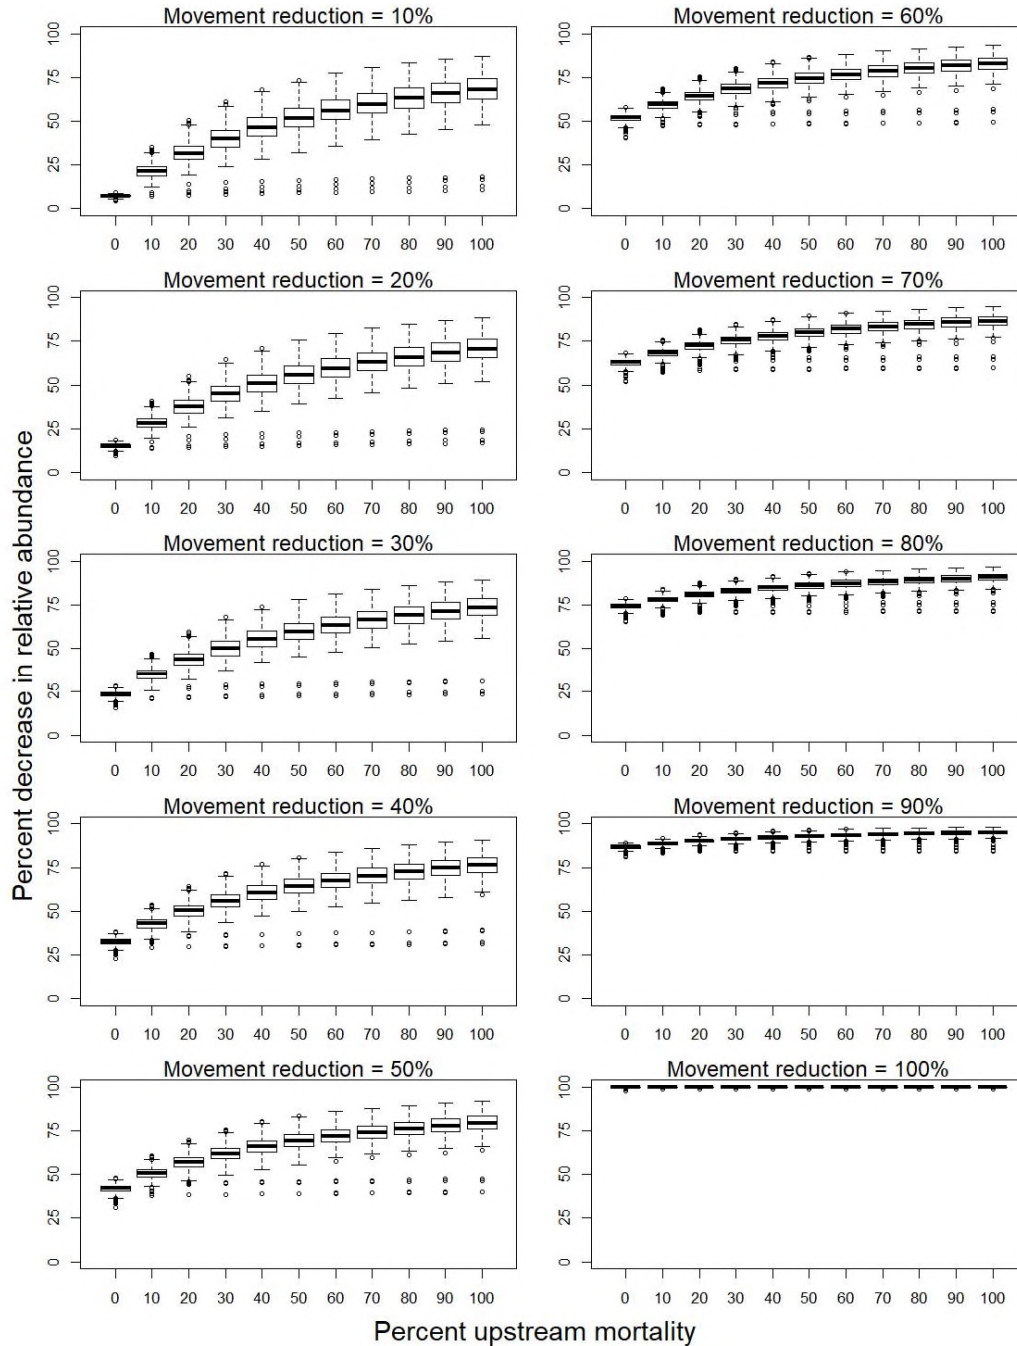 Movement reduction = 10%
100
75
50
25
0
0 10 20 30 40 50 60 70 80 90 100
Movement reduction = 20%
100
75
50
25
0
0 10 20 30 40 50 60 70 80 90 100
Movement reduction = 30%
100
75
50
25
0
0 10 20 30 40 50 60 70 80 90 100
Movement reduction = 40%
100
75
50
25
0
0 10 20 30 40 50 60 70 80 90 100
Movement reduction = 50%
100
75
50
25
0
0 10 20 30 40 50 60 70 80 90 100
Movement reduction = 60%
100
75
50
25
0
0 10 20 30 40 50 60 70 80 90 100
Movement reduction = 70%
100
75
50
25
0
0 10 20 30 40 50 60 70 80 90 100
Movement reduction = 80%
100
75
50
25
0
0 10 20 30 40 50 60 70 80 90 100
Movement reduction = 90%
100
75
50
25
0
0 10 20 30 40 50 60 70 80 90 100
Movement reduction = 100%
100
75
50
25
0
0 10 20 30 40 50 60 70 80 90 100
Percent decrease in relative abundance
Percent upstream mortality